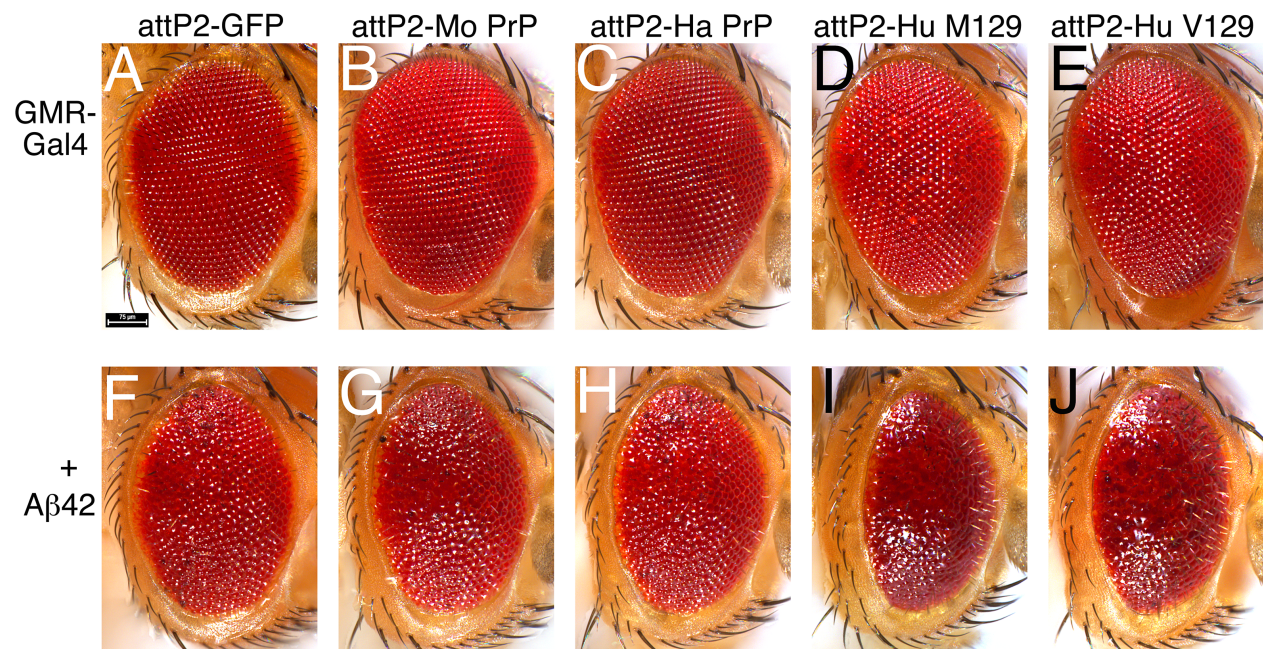 attP2-GFP attP2-Mo PrP attP2-Ha PrP attP2-Hu M129 attP2-Hu V129
GMR-
Gal4
A B C D E
75 µm
+
Aβ42
F G H I J